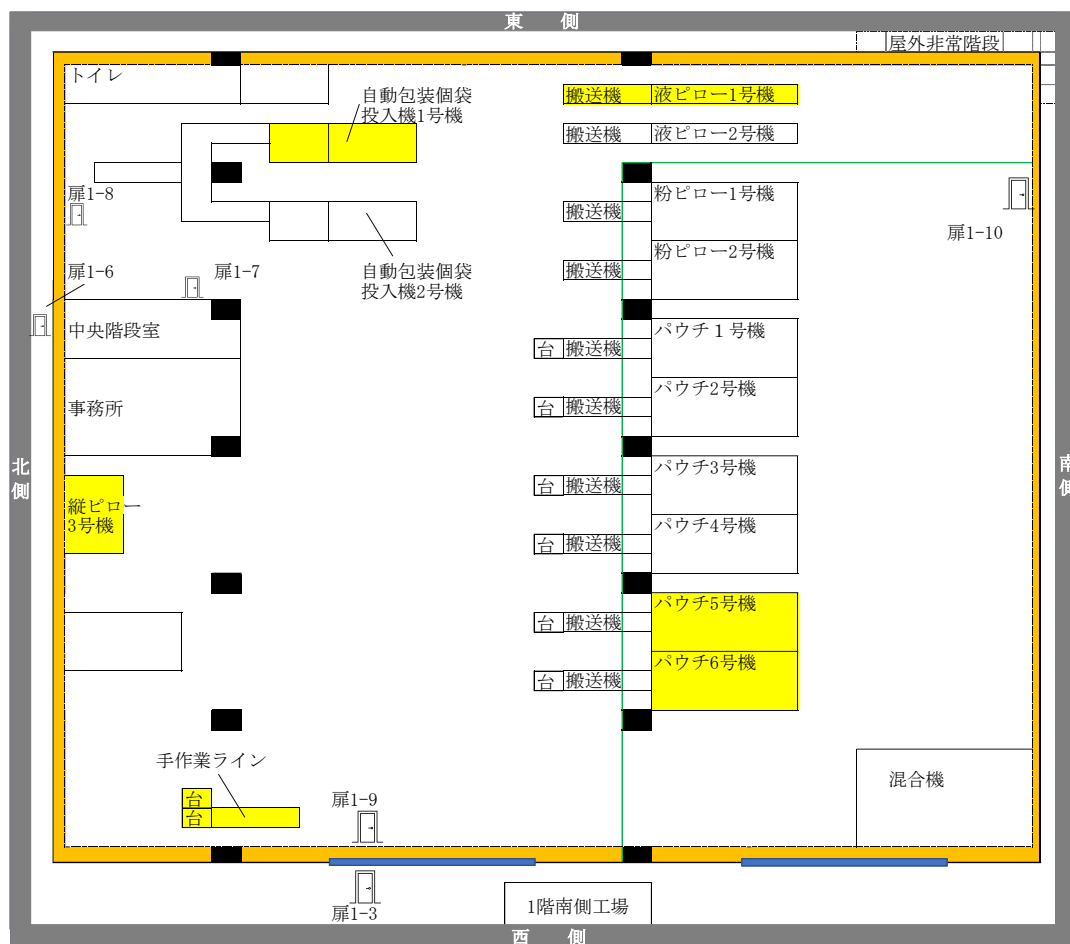 東 側
屋外非常階段
トイレ
自動包装個袋
投入機1号機
搬送機
液ピロー1号機
搬送機
液ピロー2号機
扉1-8
搬送機
粉ピロー1号機
扉1-10
粉ピロー2号機
搬送機
扉1-6
扉1-7
自動包装個袋
投入機2号機
中央階段室
パウチ１号機
台
搬送機
事務所
パウチ2号機
台
搬送機
北
側
南
側
パウチ3号機
台
搬送機
縦ピロー
3号機
パウチ4号機
台
搬送機
パウチ5号機
台
搬送機
パウチ6号機
台
搬送機
手作業ライン
台
台
扉1-9
混合機
扉1-3
1階南側工場
西 側